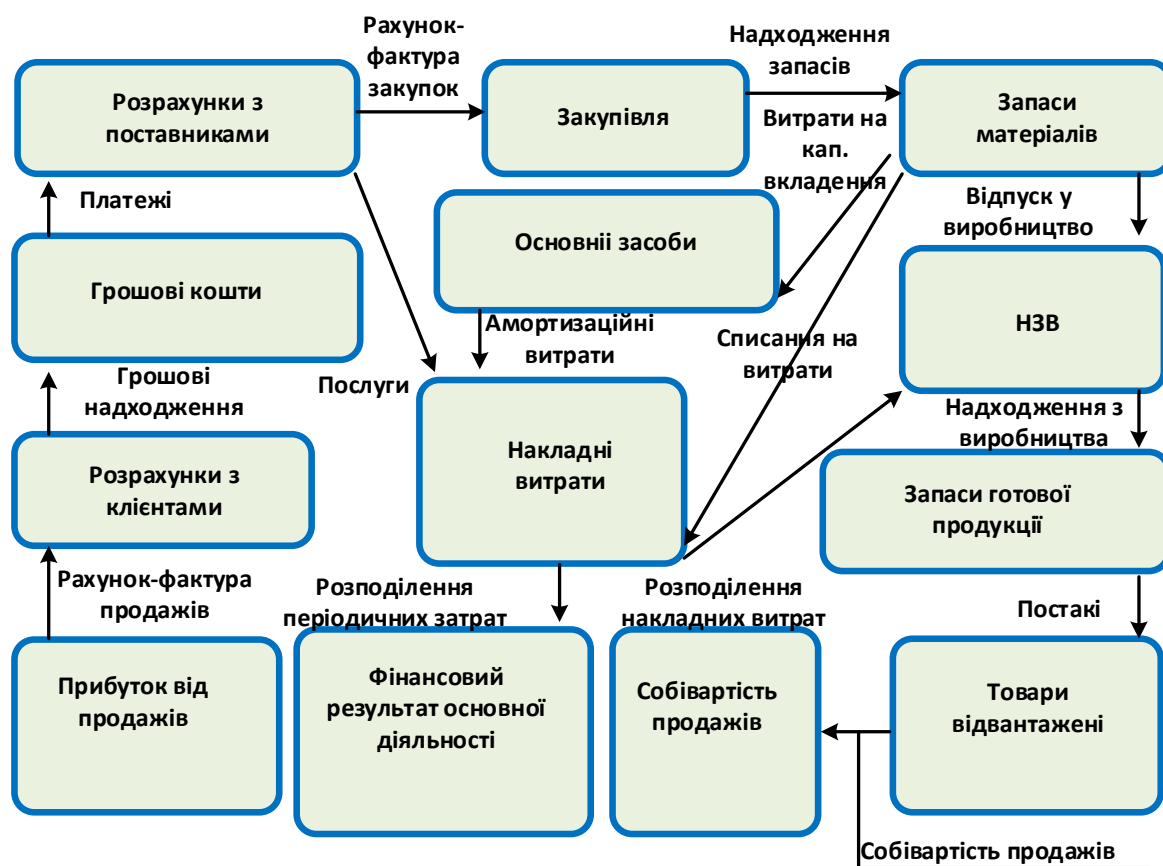 Рахунок-
фактура
закупок
Надходження
запасів
Розрахунки з
поставниками
Закупівля
Запаси
матеріалів
Витрати на
кап.
вкладення
Платежі
Відпуск у
виробництво
Основніі засоби
Грошові кошти
НЗВ
Амортизаційні
витрати
Списання на
витрати
Грошові
надходження
Послуги
Надходження з
виробництва
Розрахунки з
клієнтами
Накладні
витрати
Запаси готової
продукції
Рахунок-фактура
продажів
Розподілення
періодичних затрат
Розподілення
накладних витрат
Постакі
Прибуток від
продажів
Фінансовий
результат основної
діяльності
Собівартість
продажів
Товари
відвантажені
Собівартість продажів